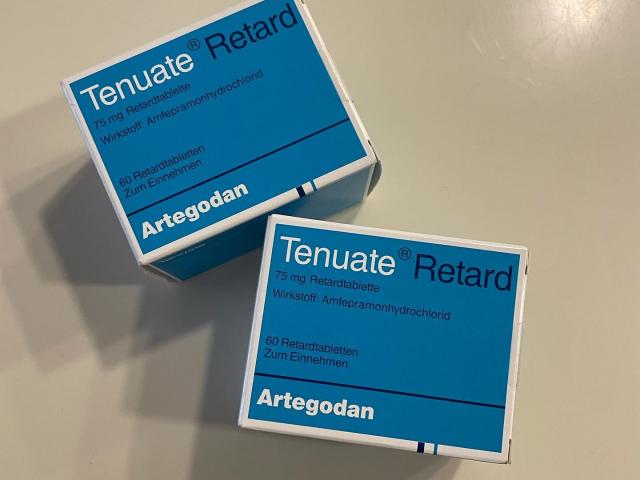 Tenuate® Retard
75 mg Retardtablette
Wirkstoff: Amfepramonhydrochlorid
60 Retardtabletten
Zum Einnehmen
Artegodan
Tenuate® Retard
75 mg Retardtablette
Wirkstoff: Amfepramonhydrochlorid
60 Retardtabletten
Zum Einnehmen
Artegodan